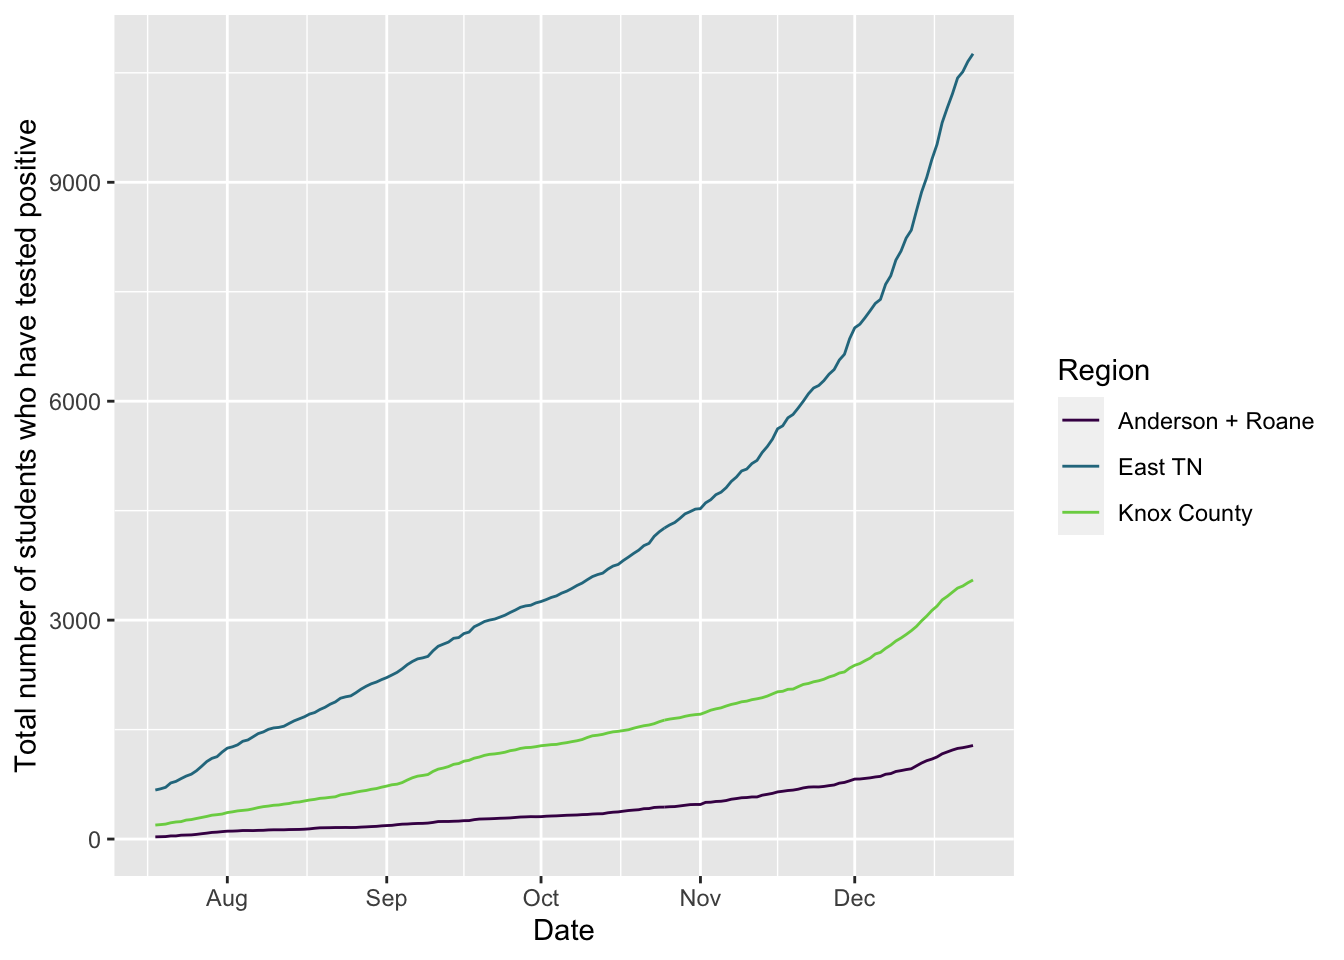 Total number of students who have tested positive
9000
6000
3000
0
Aug
Sep
Oct
Nov
Dec
Date
Region
Anderson + Roane
East TN
Knox County